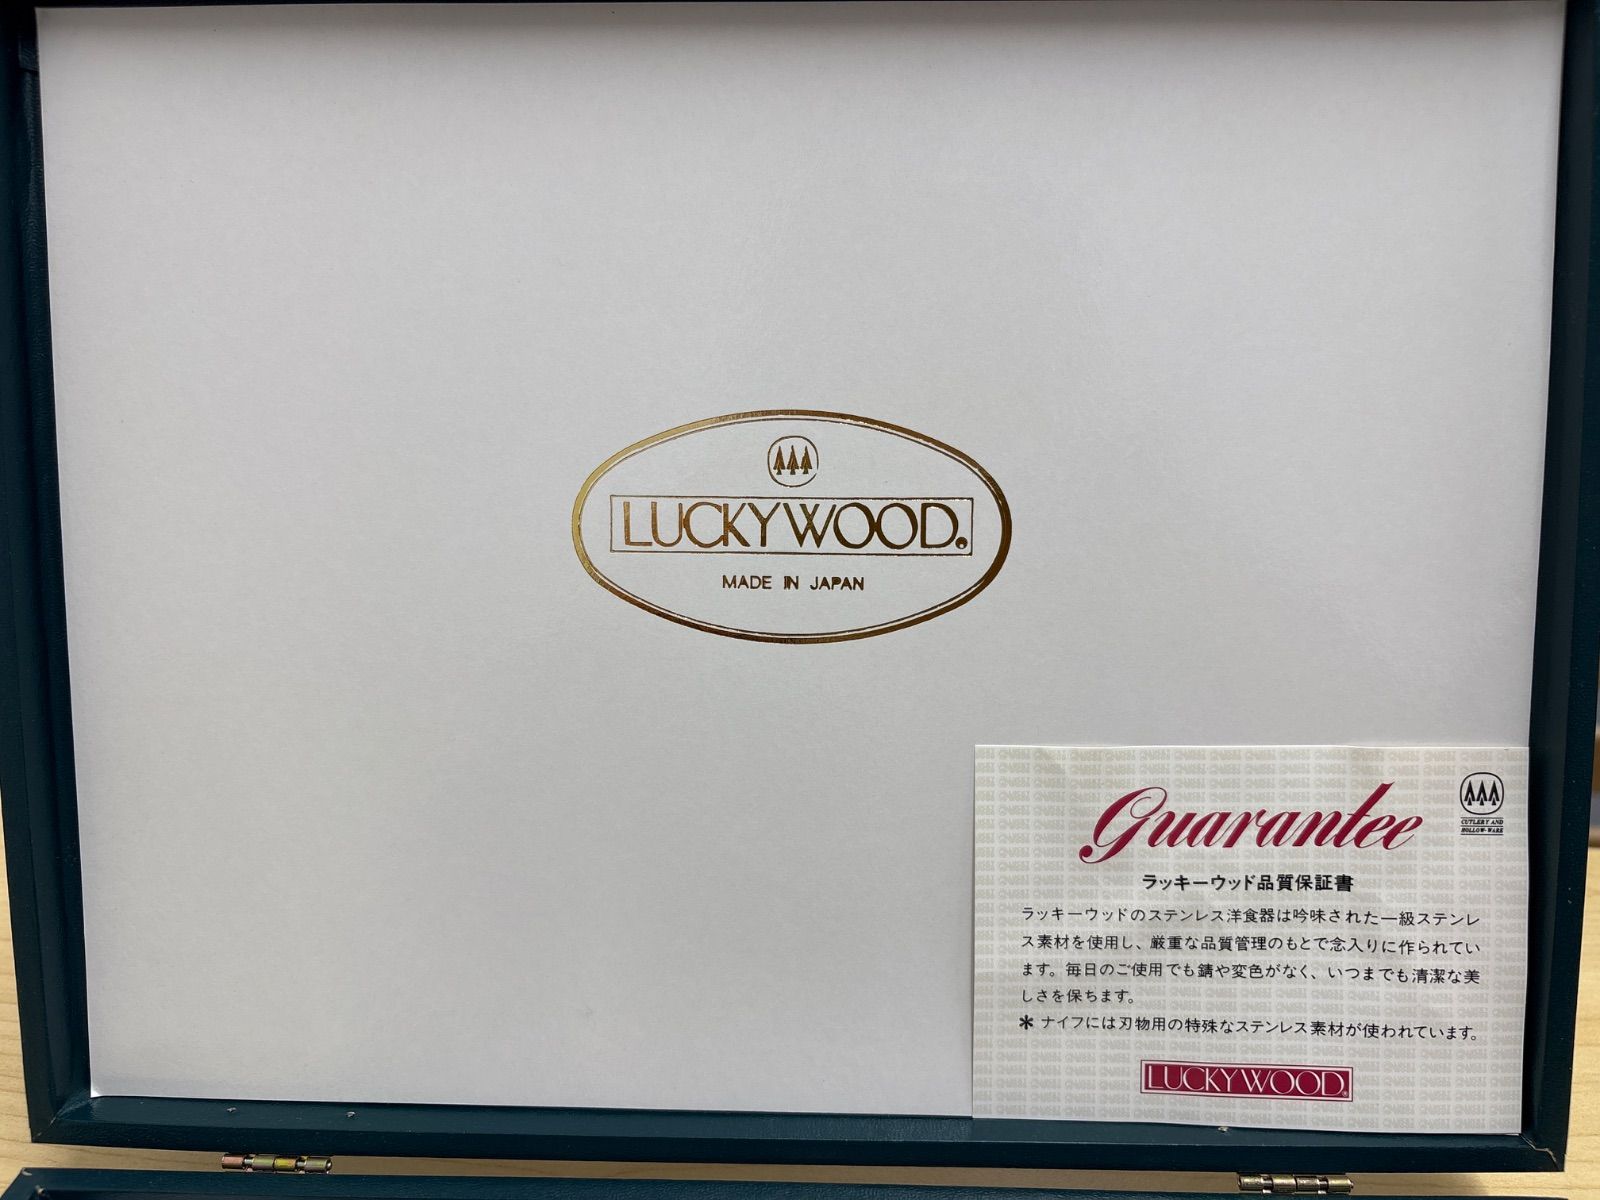 LUCKYWOOD
MADE IN JAPAN
Guarantee
CUTLERY AND
HOLLOW-WARE
ラッキーウッド品質保証書
ラッキーウッドのステンレス洋食器は吟味された一級ステンレ
ス素材を使用し、厳重な品質管理のもとで念入りに作られてい
ます。毎日のご使用でも錆や変色がなく、いつまでも清潔な美
しさを保ちます。
＊ ナイフには刃物用の特殊なステンレス素材が使われています。
LUCKYWOOD